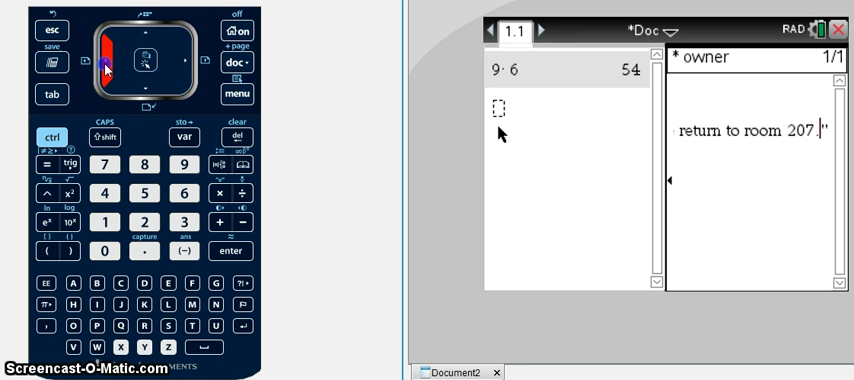 off
esc
on
save
+ page
doc
tab
menu
CAPS
sto→
clear
ctrl
shift
var
del
= trig 7 8 9
^ x² 4 5 6 × ÷
ln log
eˣ 10ˣ 1 2 3 + −
capture ans
( ) 0 . (−) enter
EE A B C D E F G ?!▸
π▸ H I J K L M N
, O P Q R S T U
V W X Y Z
MENTS
Screencast-O-Matic.com
1.1
*Doc
RAD
9·6 54
* owner 1/1
return to room 207."
Document2